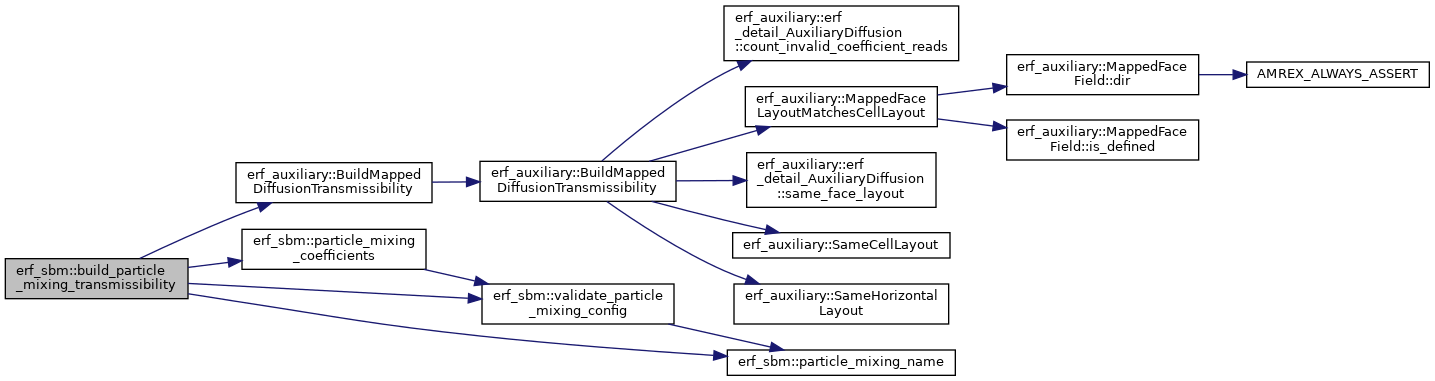 erf_sbm::build_particle
_mixing_transmissibility
erf_auxiliary::BuildMapped
DiffusionTransmissibility
erf_auxiliary::BuildMapped
DiffusionTransmissibility
erf_auxiliary::erf
_detail_AuxiliaryDiffusion
::count_invalid_coefficient_reads
erf_auxiliary::MappedFace
LayoutMatchesCellLayout
erf_auxiliary::MappedFace
Field::dir
AMREX_ALWAYS_ASSERT
erf_auxiliary::MappedFace
Field::is_defined
erf_auxiliary::erf
_detail_AuxiliaryDiffusion
::same_face_layout
erf_auxiliary::SameCellLayout
erf_auxiliary::SameHorizontal
Layout
erf_sbm::particle_mixing
_coefficients
erf_sbm::validate_particle
_mixing_config
erf_sbm::particle_mixing_name